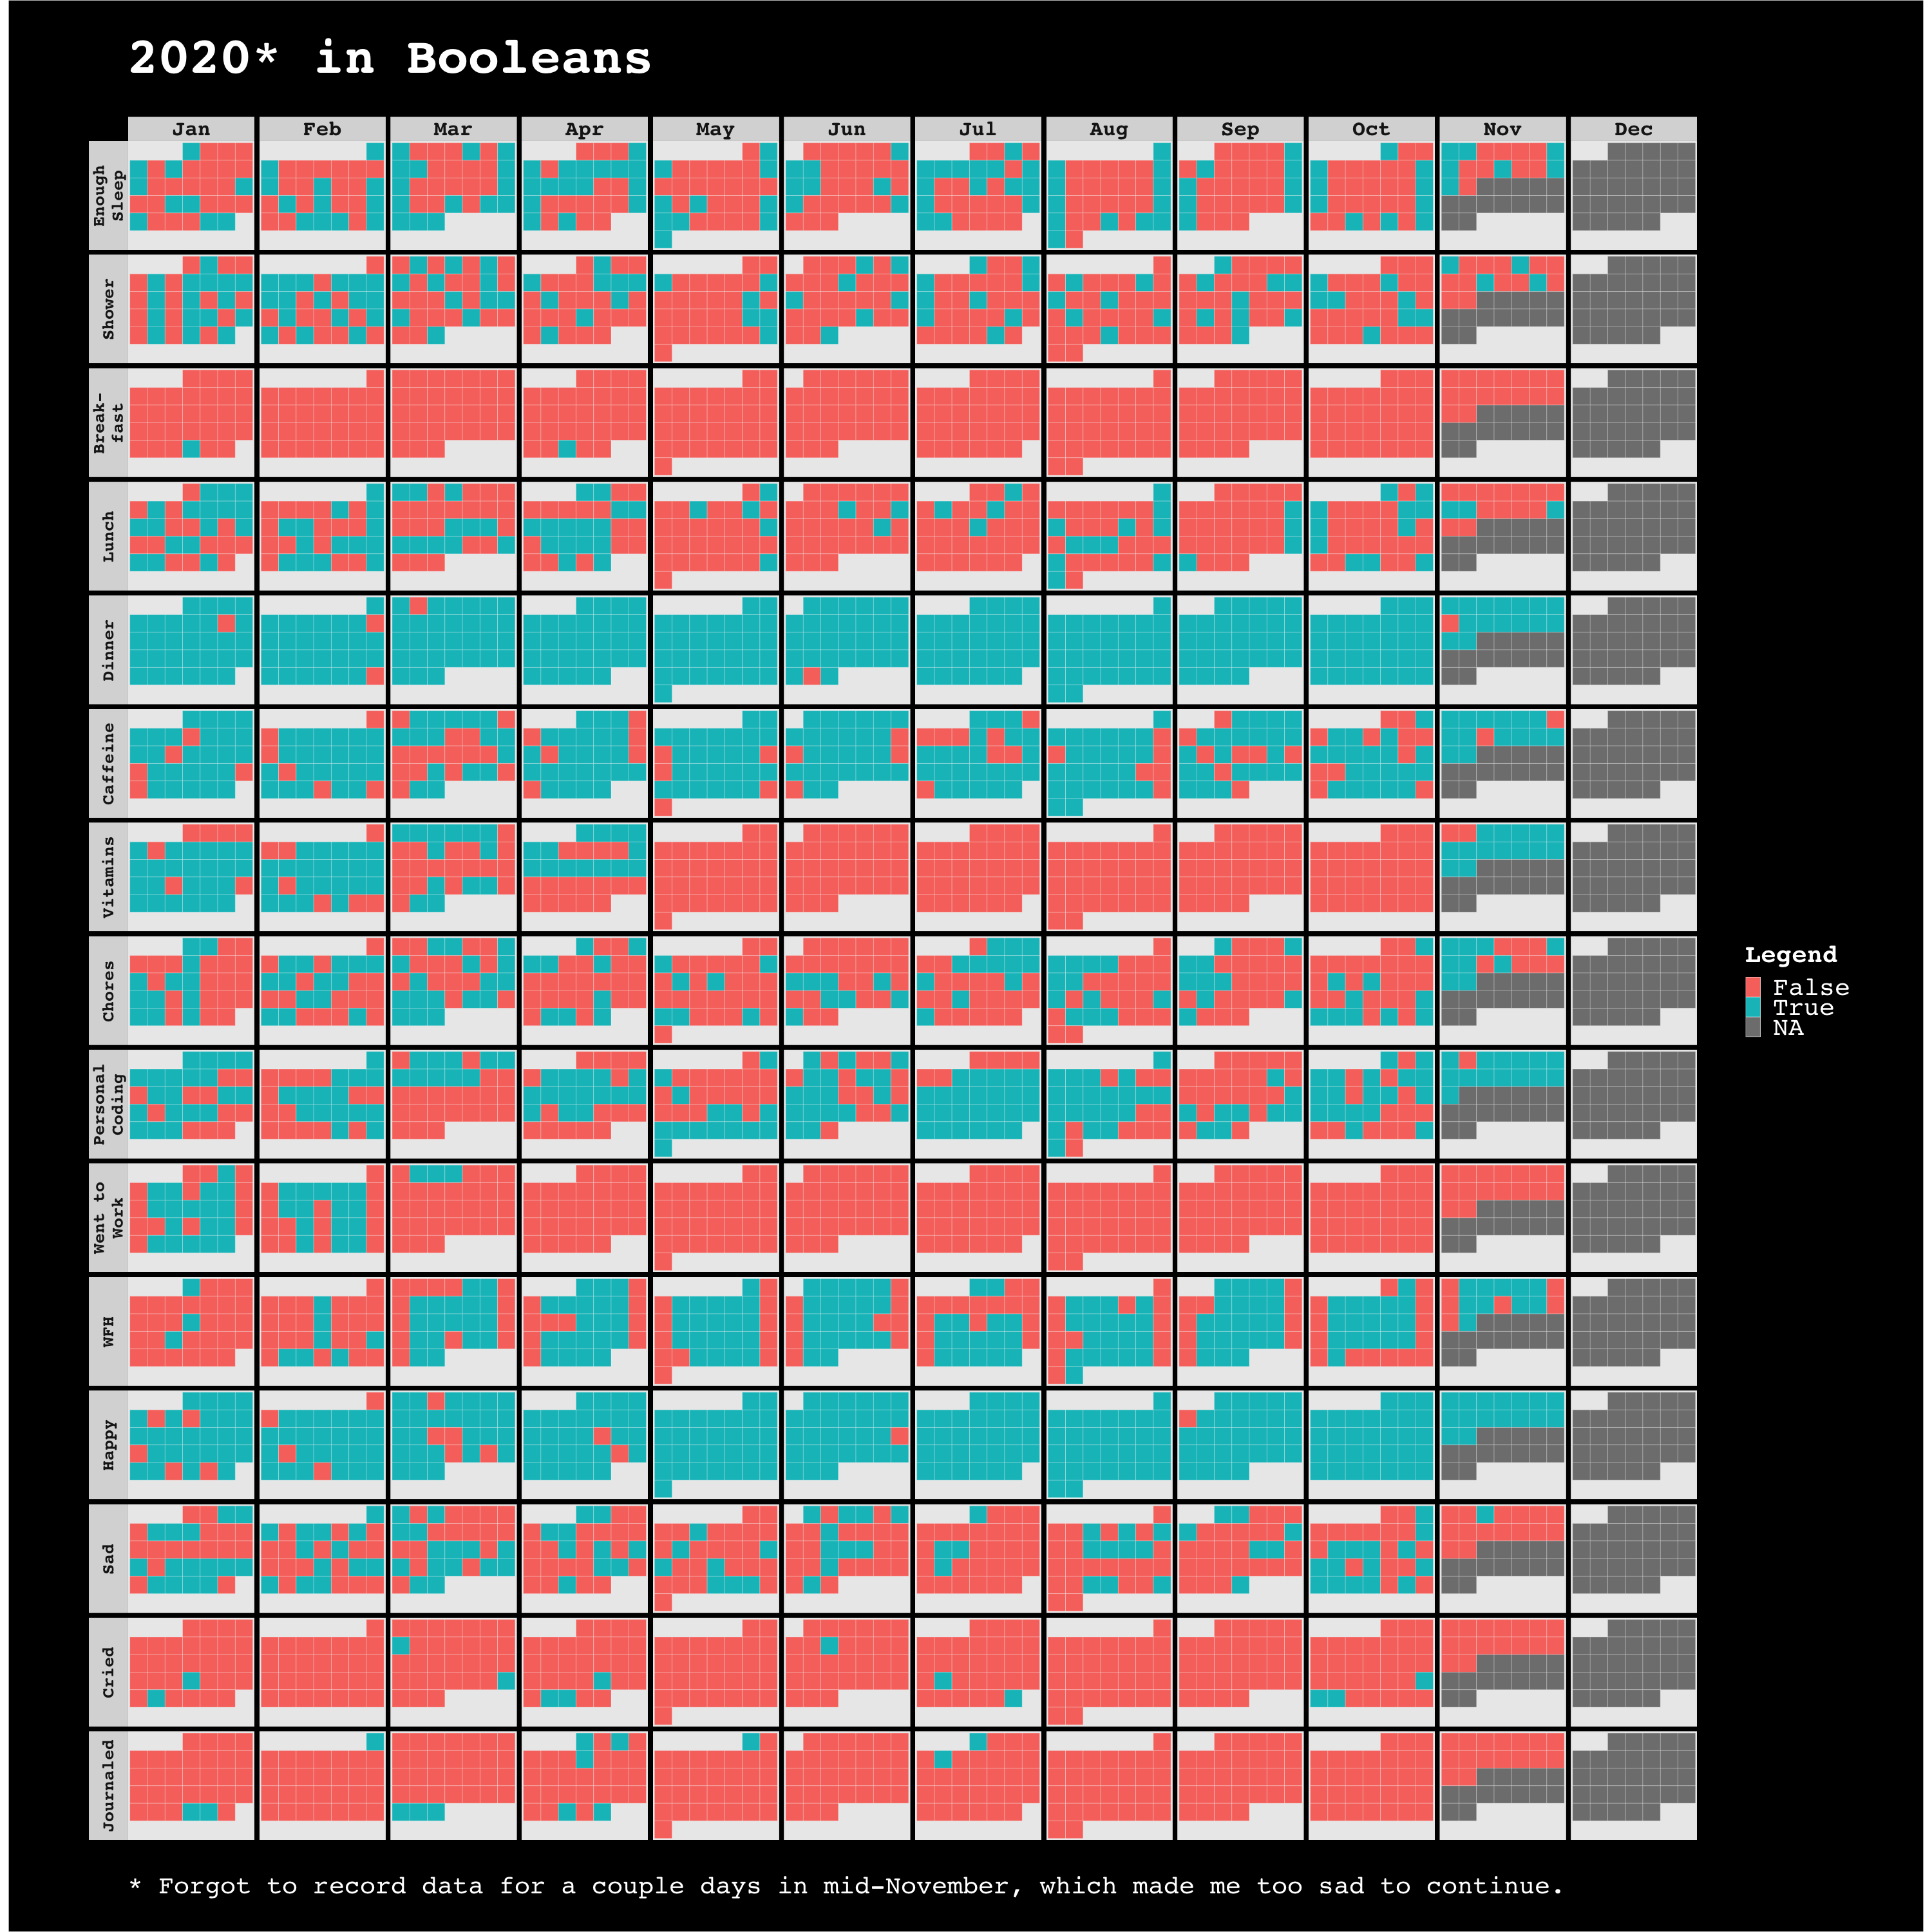 2020* in Booleans
Jan Feb Mar Apr May Jun Jul Aug Sep Oct Nov Dec
Enough
Sleep
Shower
Break-
fast
Lunch
Dinner
Caffeine
Vitamins
Chores
Personal
Coding
Went to
Work
WFH
Happy
Sad
Cried
Journaled
Legend
False
True
NA
* Forgot to record data for a couple days in mid-November, which made me too sad to continue.